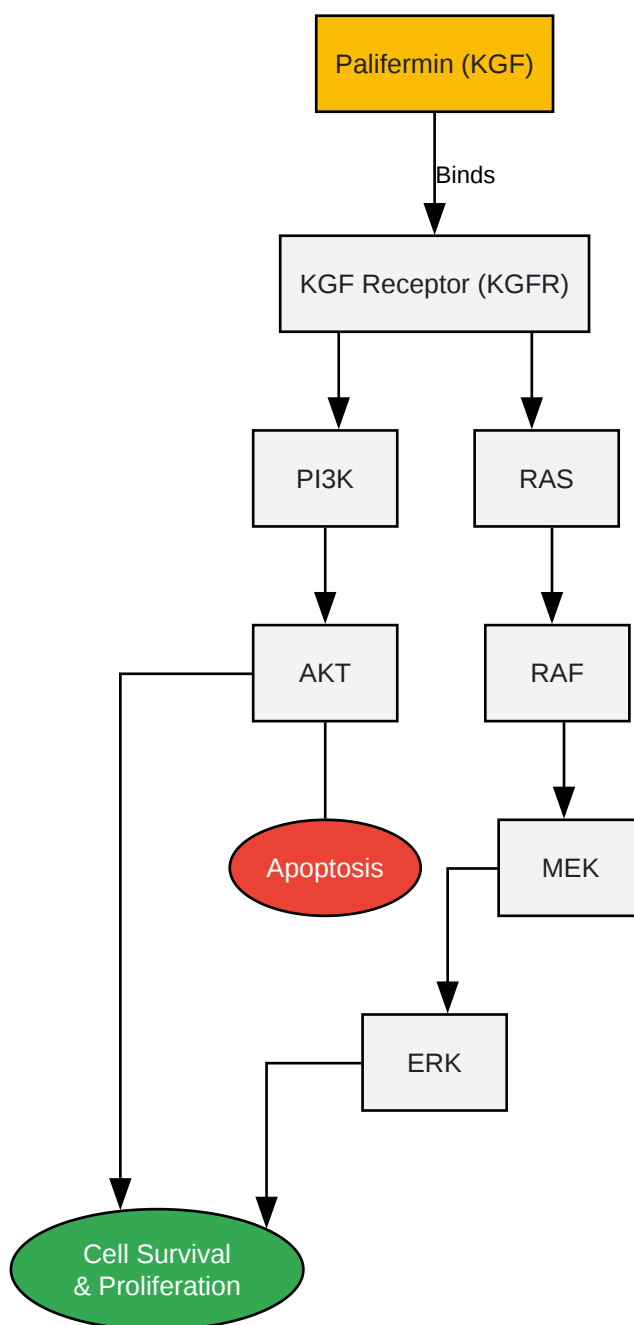 Palifermin (KGF)
Binds
KGF Receptor (KGFR)
PI3K
RAS
AKT
RAF
Apoptosis
MEK
ERK
Cell Survival
& Proliferation